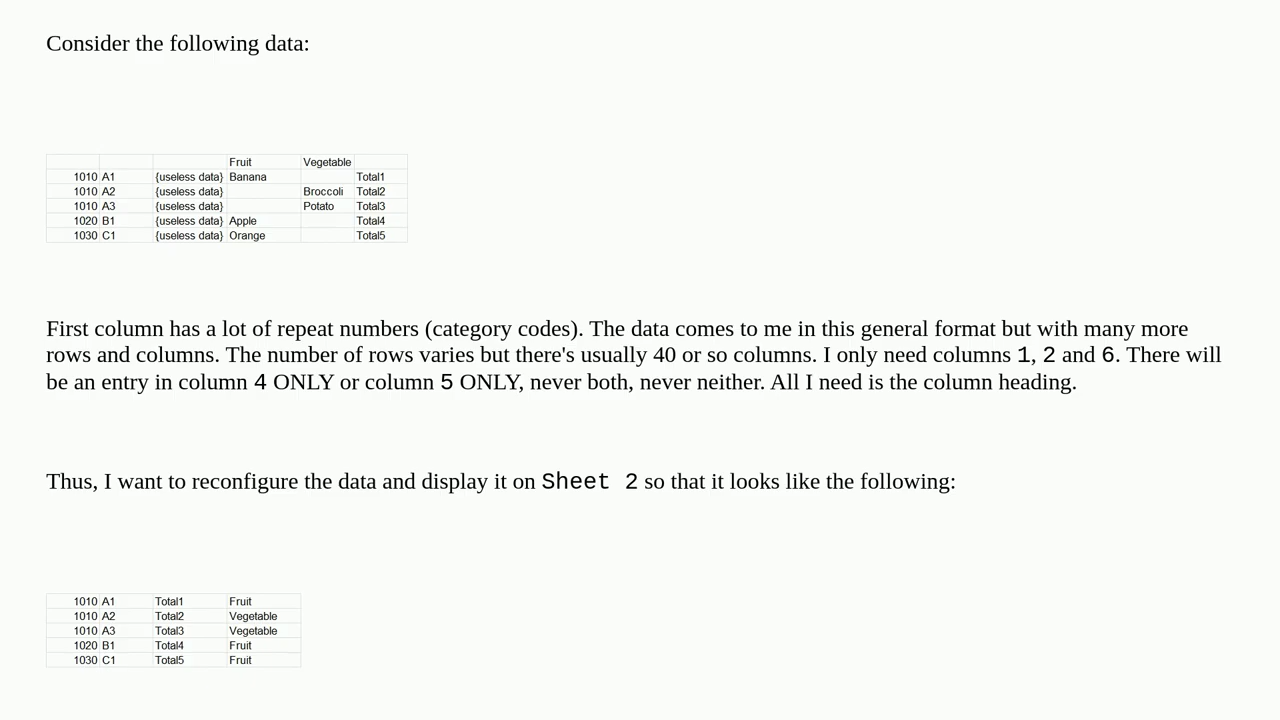 Consider the following data:
Fruit Vegetable
1010 A1 {useless data} Banana Total1
1010 A2 {useless data} Broccoli Total2
1010 A3 {useless data} Potato Total3
1020 B1 {useless data} Apple Total4
1030 C1 {useless data} Orange Total5
First column has a lot of repeat numbers (category codes). The data comes to me in this general format but with many more
rows and columns. The number of rows varies but there's usually 40 or so columns. I only need columns 1, 2 and 6. There will
be an entry in column 4 ONLY or column 5 ONLY, never both, never neither. All I need is the column heading.
Thus, I want to reconfigure the data and display it on Sheet 2 so that it looks like the following:
1010 A1 Total1 Fruit
1010 A2 Total2 Vegetable
1010 A3 Total3 Vegetable
1020 B1 Total4 Fruit
1030 C1 Total5 Fruit